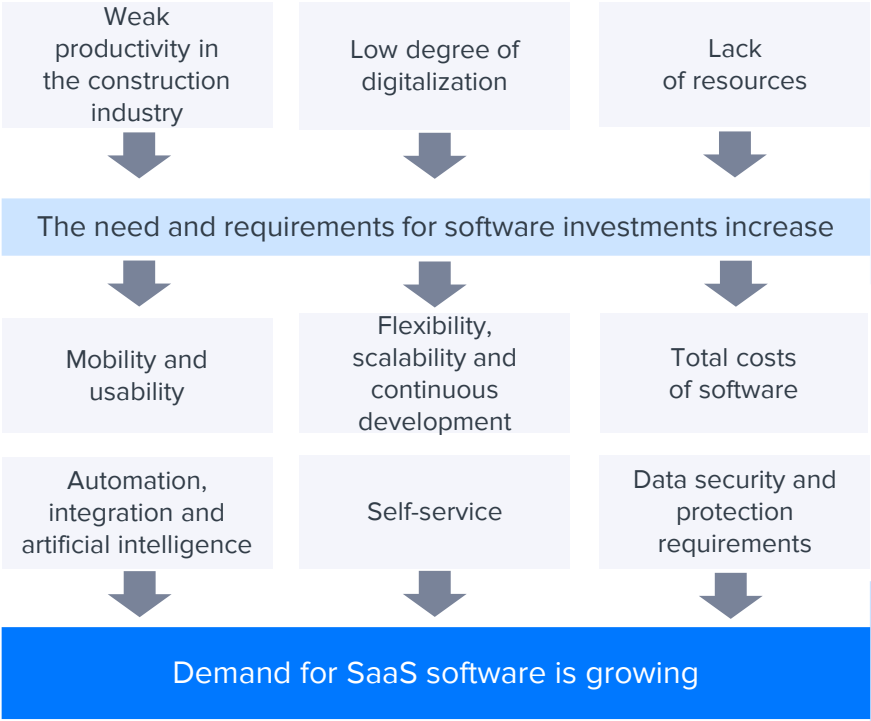 Weak
productivity in
the construction
industry
Low degree of
digitalization
Lack
of resources
The need and requirements for software investments increase
Mobility and
usability
Flexibility,
scalability and
continuous
development
Total costs
of software
Automation,
integration and
artificial intelligence
Self-service
Data security and
protection
requirements
Demand for SaaS software is growing